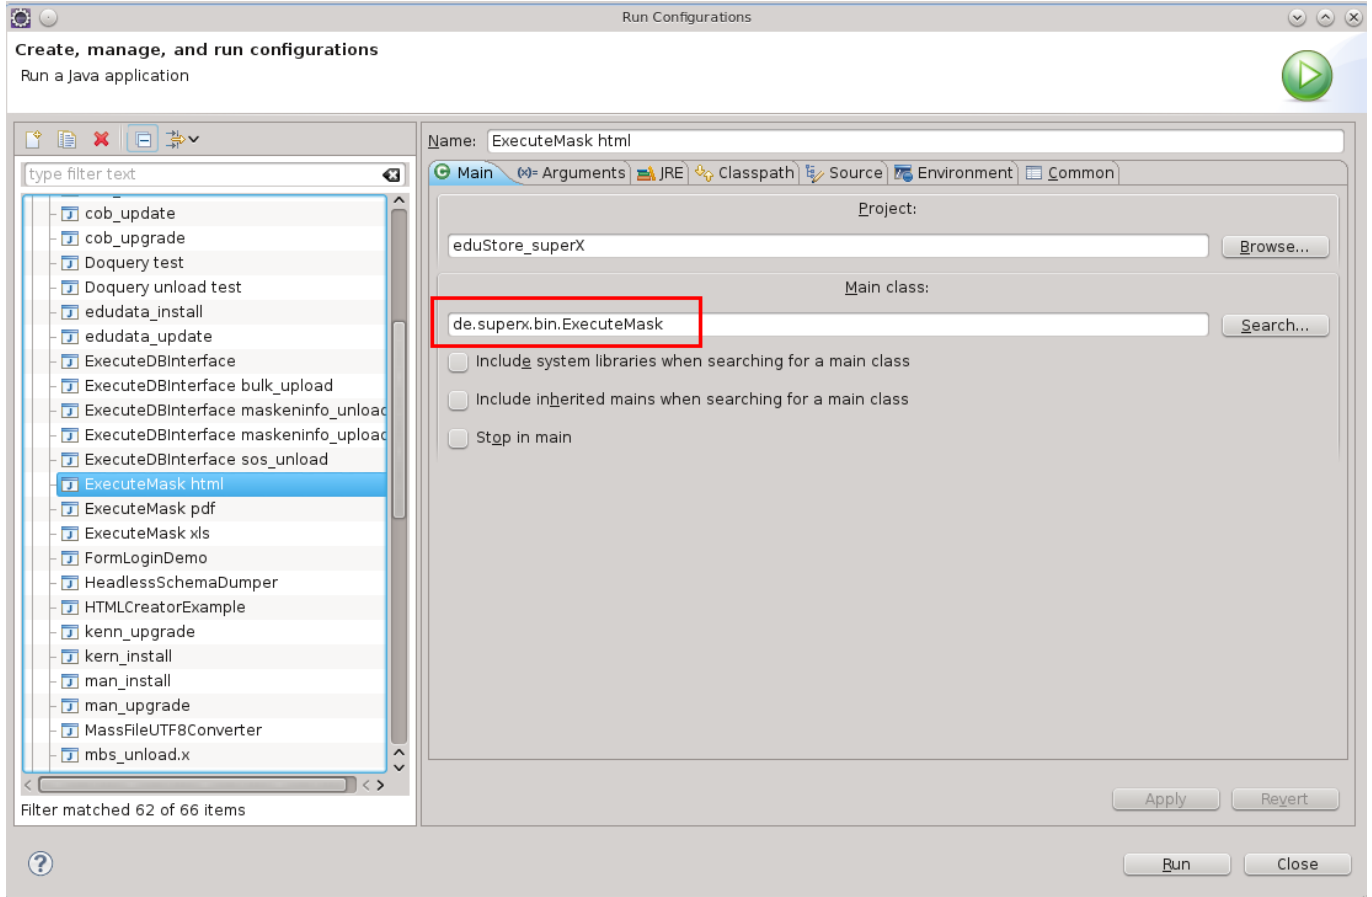 Run Configurations
Create, manage, and run configurations
Run a Java application
type filter text
cob_update
cob_upgrade
Doquery test
Doquery unload test
edudata_install
edudata_update
ExecuteDBInterface
ExecuteDBInterface bulk_upload
ExecuteDBInterface maskeninfo_unload
ExecuteDBInterface maskeninfo_upload
ExecuteDBInterface sos_unload
ExecuteMask html
ExecuteMask pdf
ExecuteMask xls
FormLoginDemo
HeadlessSchemaDumper
HTMLCreatorExample
kenn_upgrade
kern_install
man_install
man_upgrade
MassFileUTF8Converter
mbs_unload.x
Filter matched 62 of 66 items
Name: ExecuteMask html
Main (x)= Arguments JRE Classpath Source Environment Common
Project:
eduStore_superX Browse...
Main class:
de.superx.bin.ExecuteMask Search...
Include system libraries when searching for a main class
Include inherited mains when searching for a main class
Stop in main
Apply Revert
Run Close